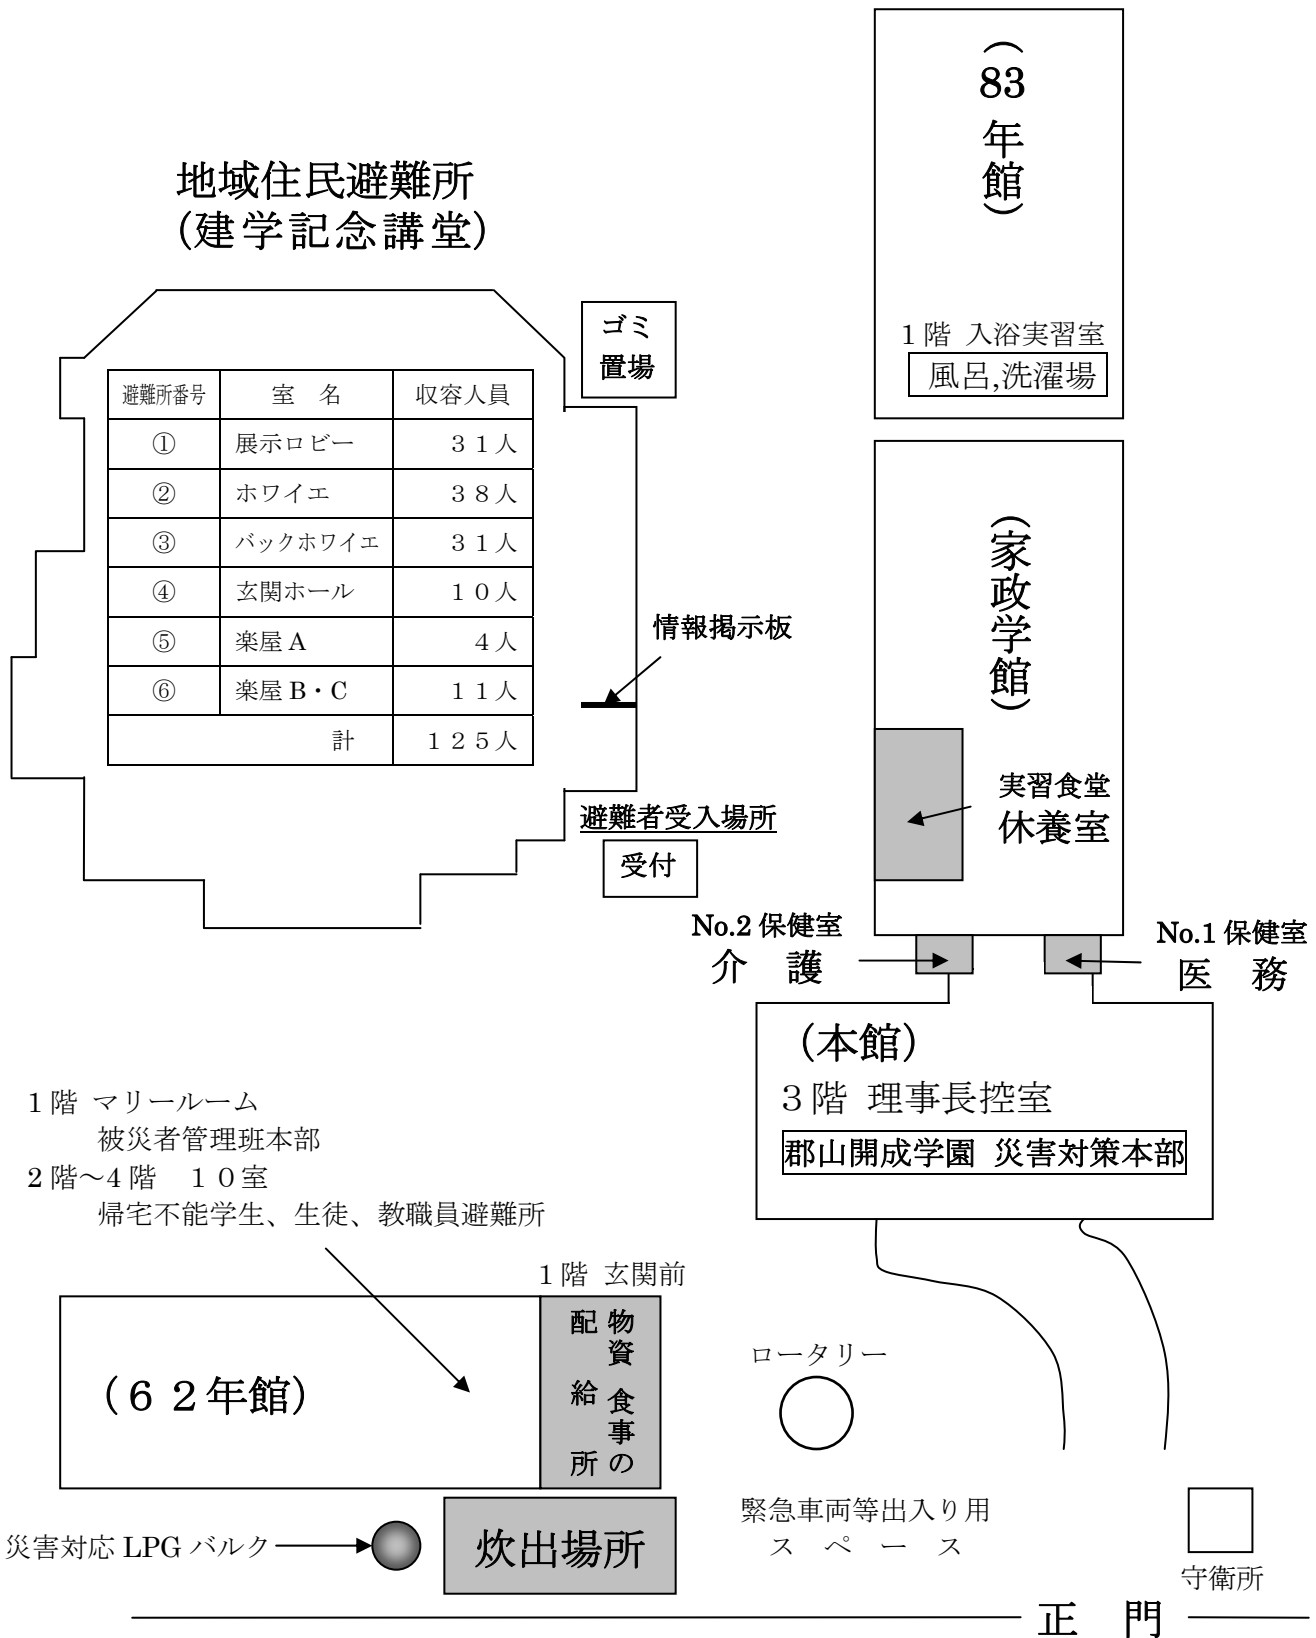 (83年館)
1階 入浴実習室
風呂,洗濯場
地域住民避難所
(建学記念講堂)
ゴミ
置場
避難所番号 室 名 収容人員
① 展示ロビー 31人
② ホワイエ 38人
③ バックホワイエ 31人
④ 玄関ホール 10人
⑤ 楽屋A 4人
⑥ 楽屋B・C 11人
計 125人
情報掲示板
避難者受入場所
受付
(家政学館)
実習食堂
休養室
No.2 保健室
介 護
No.1 保健室
医 務
(本館)
3階 理事長控室
郡山開成学園 災害対策本部
1階 マリールーム
被災者管理班本部
2階～4階 10室
帰宅不能学生、生徒、教職員避難所
1階 玄関前
物資 食事の
配 給 所
(62年館)
ロータリー
災害対応 LPG バルク
炊出場所
緊急車両等出入り用
ス ペ ー ス
守衛所
正 門